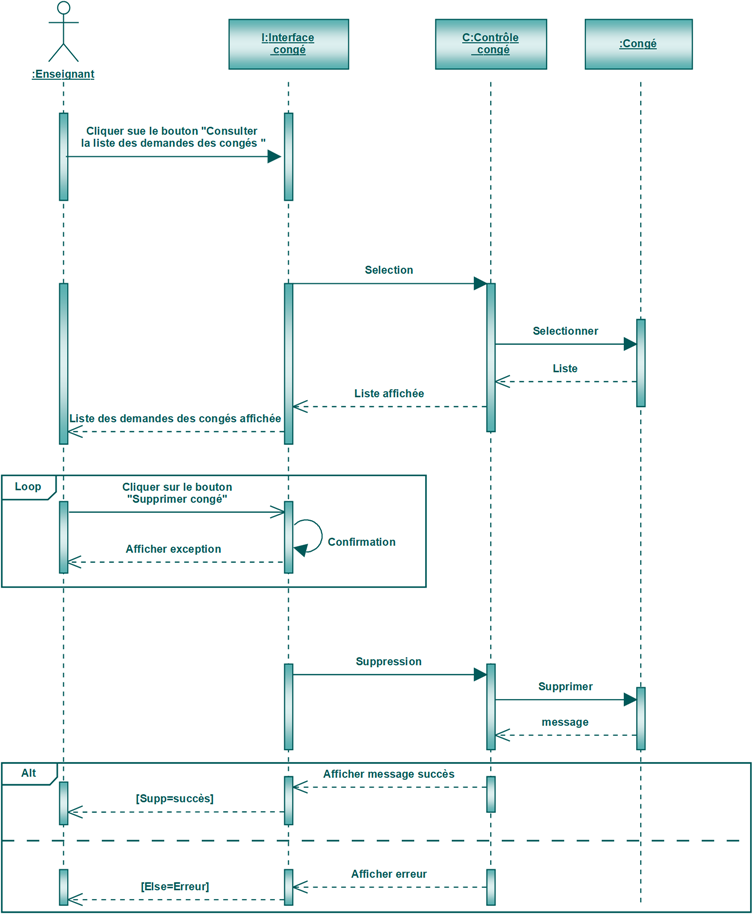 :Enseignant
I:Interface
congé
C:Contrôle
congé
:Congé
Cliquer sue le bouton "Consulter
la liste des demandes des congés "
Selection
Selectionner
Liste
Liste affichée
Liste des demandes des congés affichée
Loop
Cliquer sur le bouton
"Supprimer congé"
Confirmation
Afficher exception
Suppression
Supprimer
message
Alt
Afficher message succès
[Supp=succès]
Afficher erreur
[Else=Erreur]